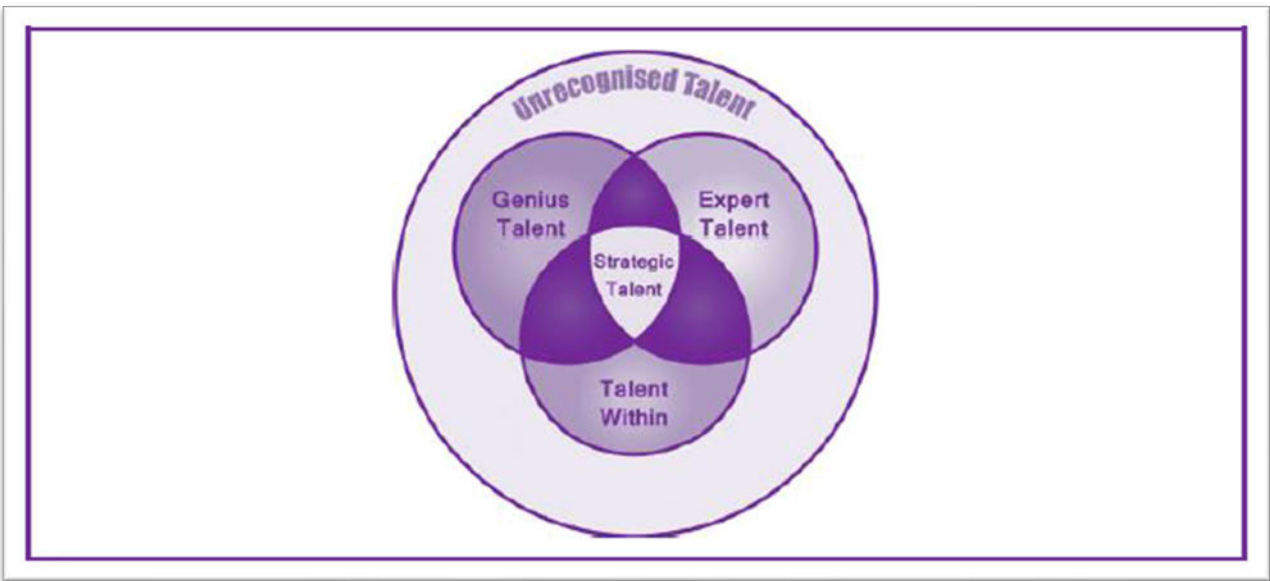 Unrecognised Talent
Genius
Talent
Expert
Talent
Strategic
Talent
Talent
Within